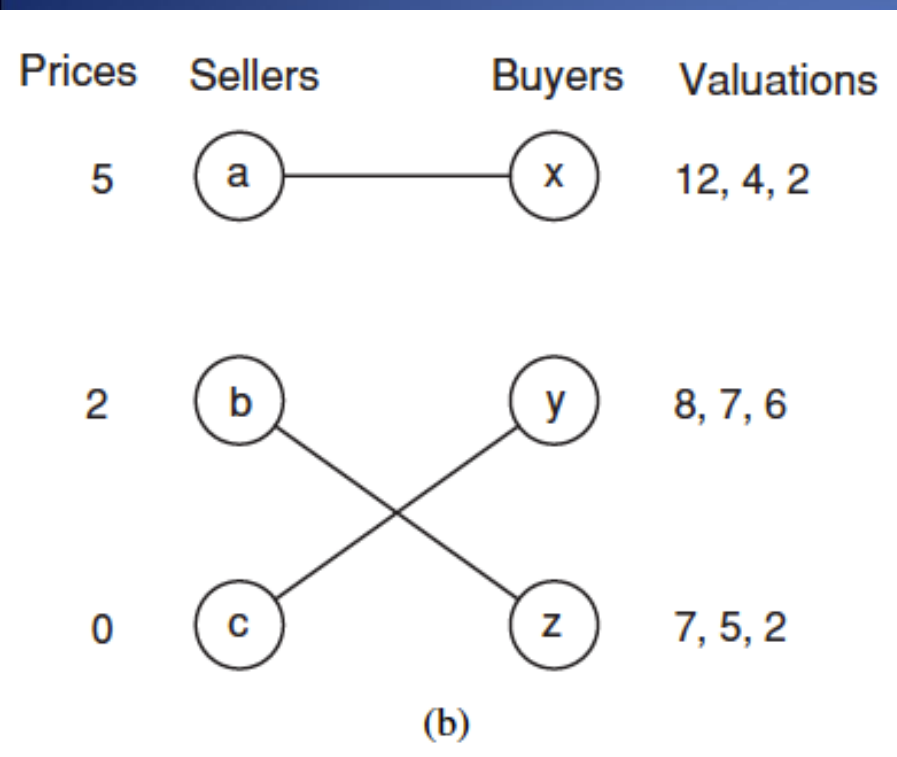 Prices Sellers Buyers Valuations
5 a x 12, 4, 2
2 b y 8, 7, 6
0 c z 7, 5, 2
(b)